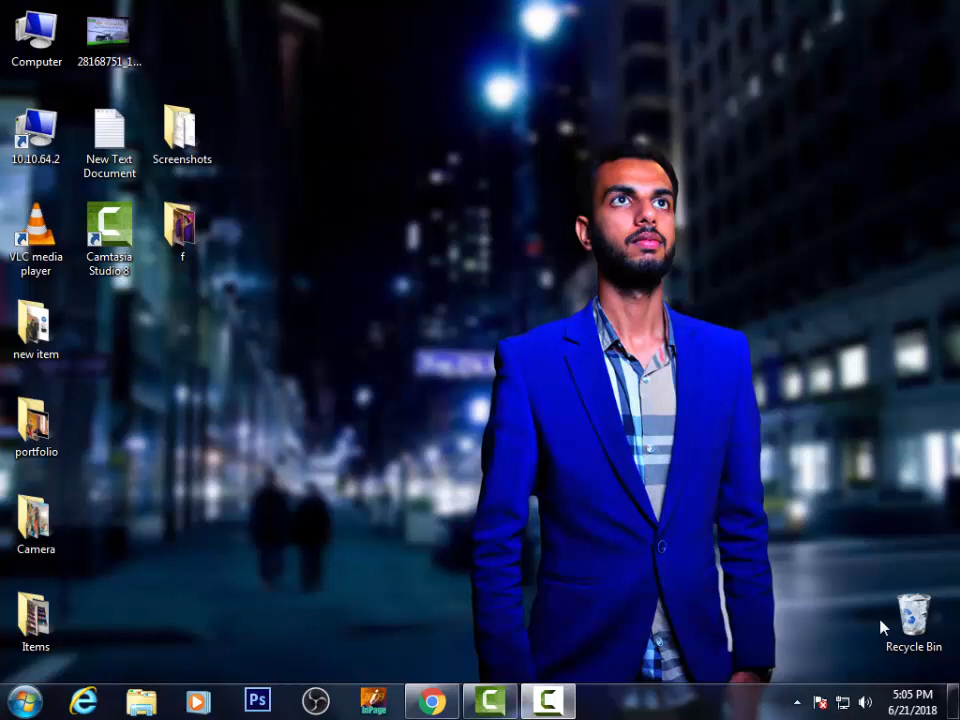 Computer
28168751_1...
10.10.64.2
New Text
Document
Screenshots
VLC media
player
Camtasia
Studio 8
f
new item
portfolio
Camera
Items
Recycle Bin
Ps
InPage
5:05 PM
6/21/2018